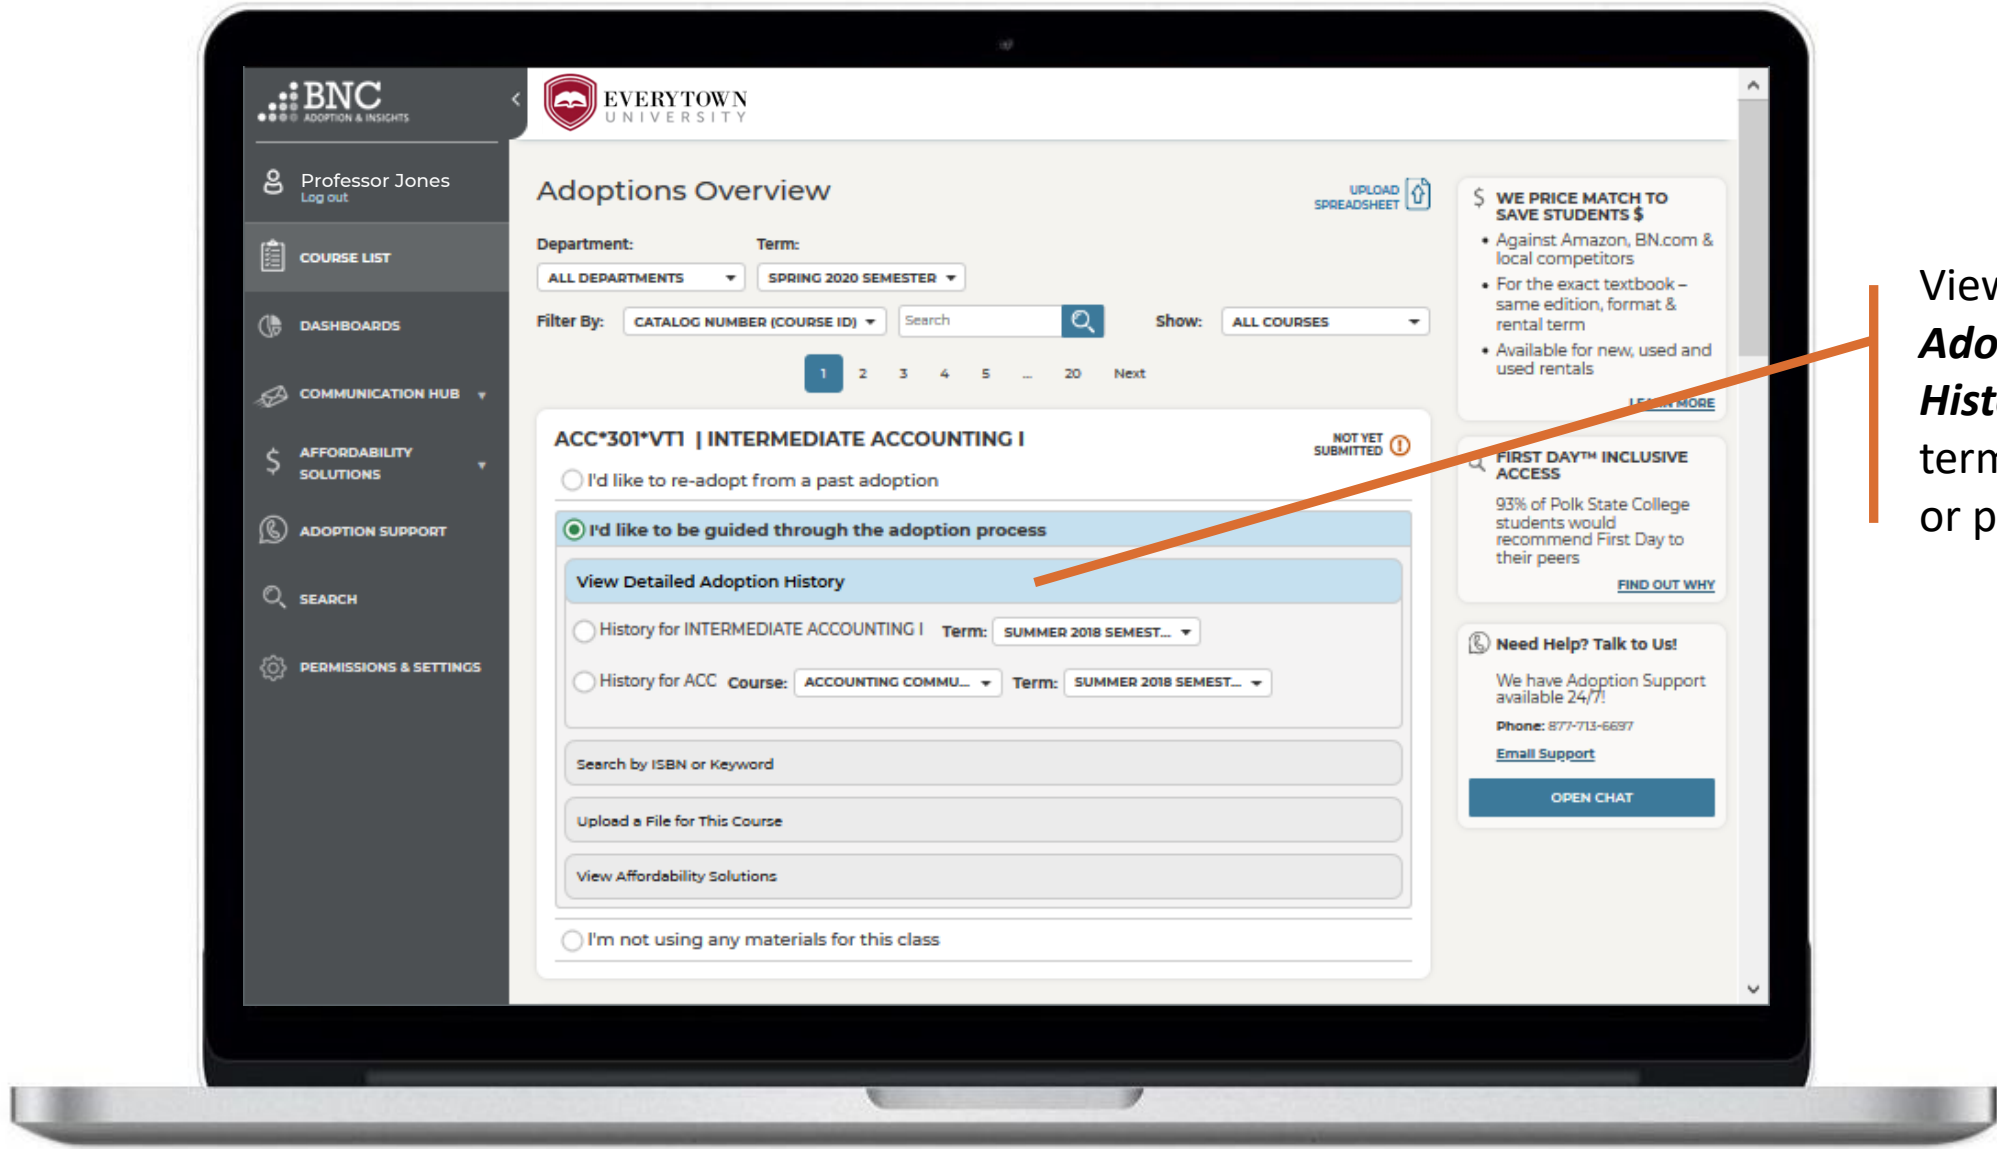 BNC
ADOPTION & INSIGHTS
<
EVERYTOWN
UNIVERSITY
Professor Jones
Log out
COURSE LIST
DASHBOARDS
COMMUNICATION HUB
AFFORDABILITY
SOLUTIONS
ADOPTION SUPPORT
SEARCH
PERMISSIONS & SETTINGS
Adoptions Overview
UPLOAD
SPREADSHEET
Department: Term:
ALL DEPARTMENTS SPRING 2020 SEMESTER
Filter By: CATALOG NUMBER (COURSE ID) Search Show: ALL COURSES
1 2 3 4 5 ... 20 Next
ACC*301*VT1 | INTERMEDIATE ACCOUNTING I
NOT YET
SUBMITTED
I'd like to re-adopt from a past adoption
I'd like to be guided through the adoption process
View Detailed Adoption History
History for INTERMEDIATE ACCOUNTING I Term: SUMMER 2018 SEMEST...
History for ACC Course: ACCOUNTING COMMU... Term: SUMMER 2018 SEMEST...
Search by ISBN or Keyword
Upload a File for This Course
View Affordability Solutions
I'm not using any materials for this class
$ WE PRICE MATCH TO
SAVE STUDENTS $
• Against Amazon, BN.com &
local competitors
• For the exact textbook –
same edition, format &
rental term
• Available for new, used and
used rentals
LEARN MORE
FIRST DAY™ INCLUSIVE
ACCESS
93% of Polk State College
students would
recommend First Day to
their peers
FIND OUT WHY
Need Help? Talk to Us!
We have Adoption Support
available 24/7!
Phone: 877-713-6697
Email Support
OPEN CHAT
View
Ado
Hist
term
or p